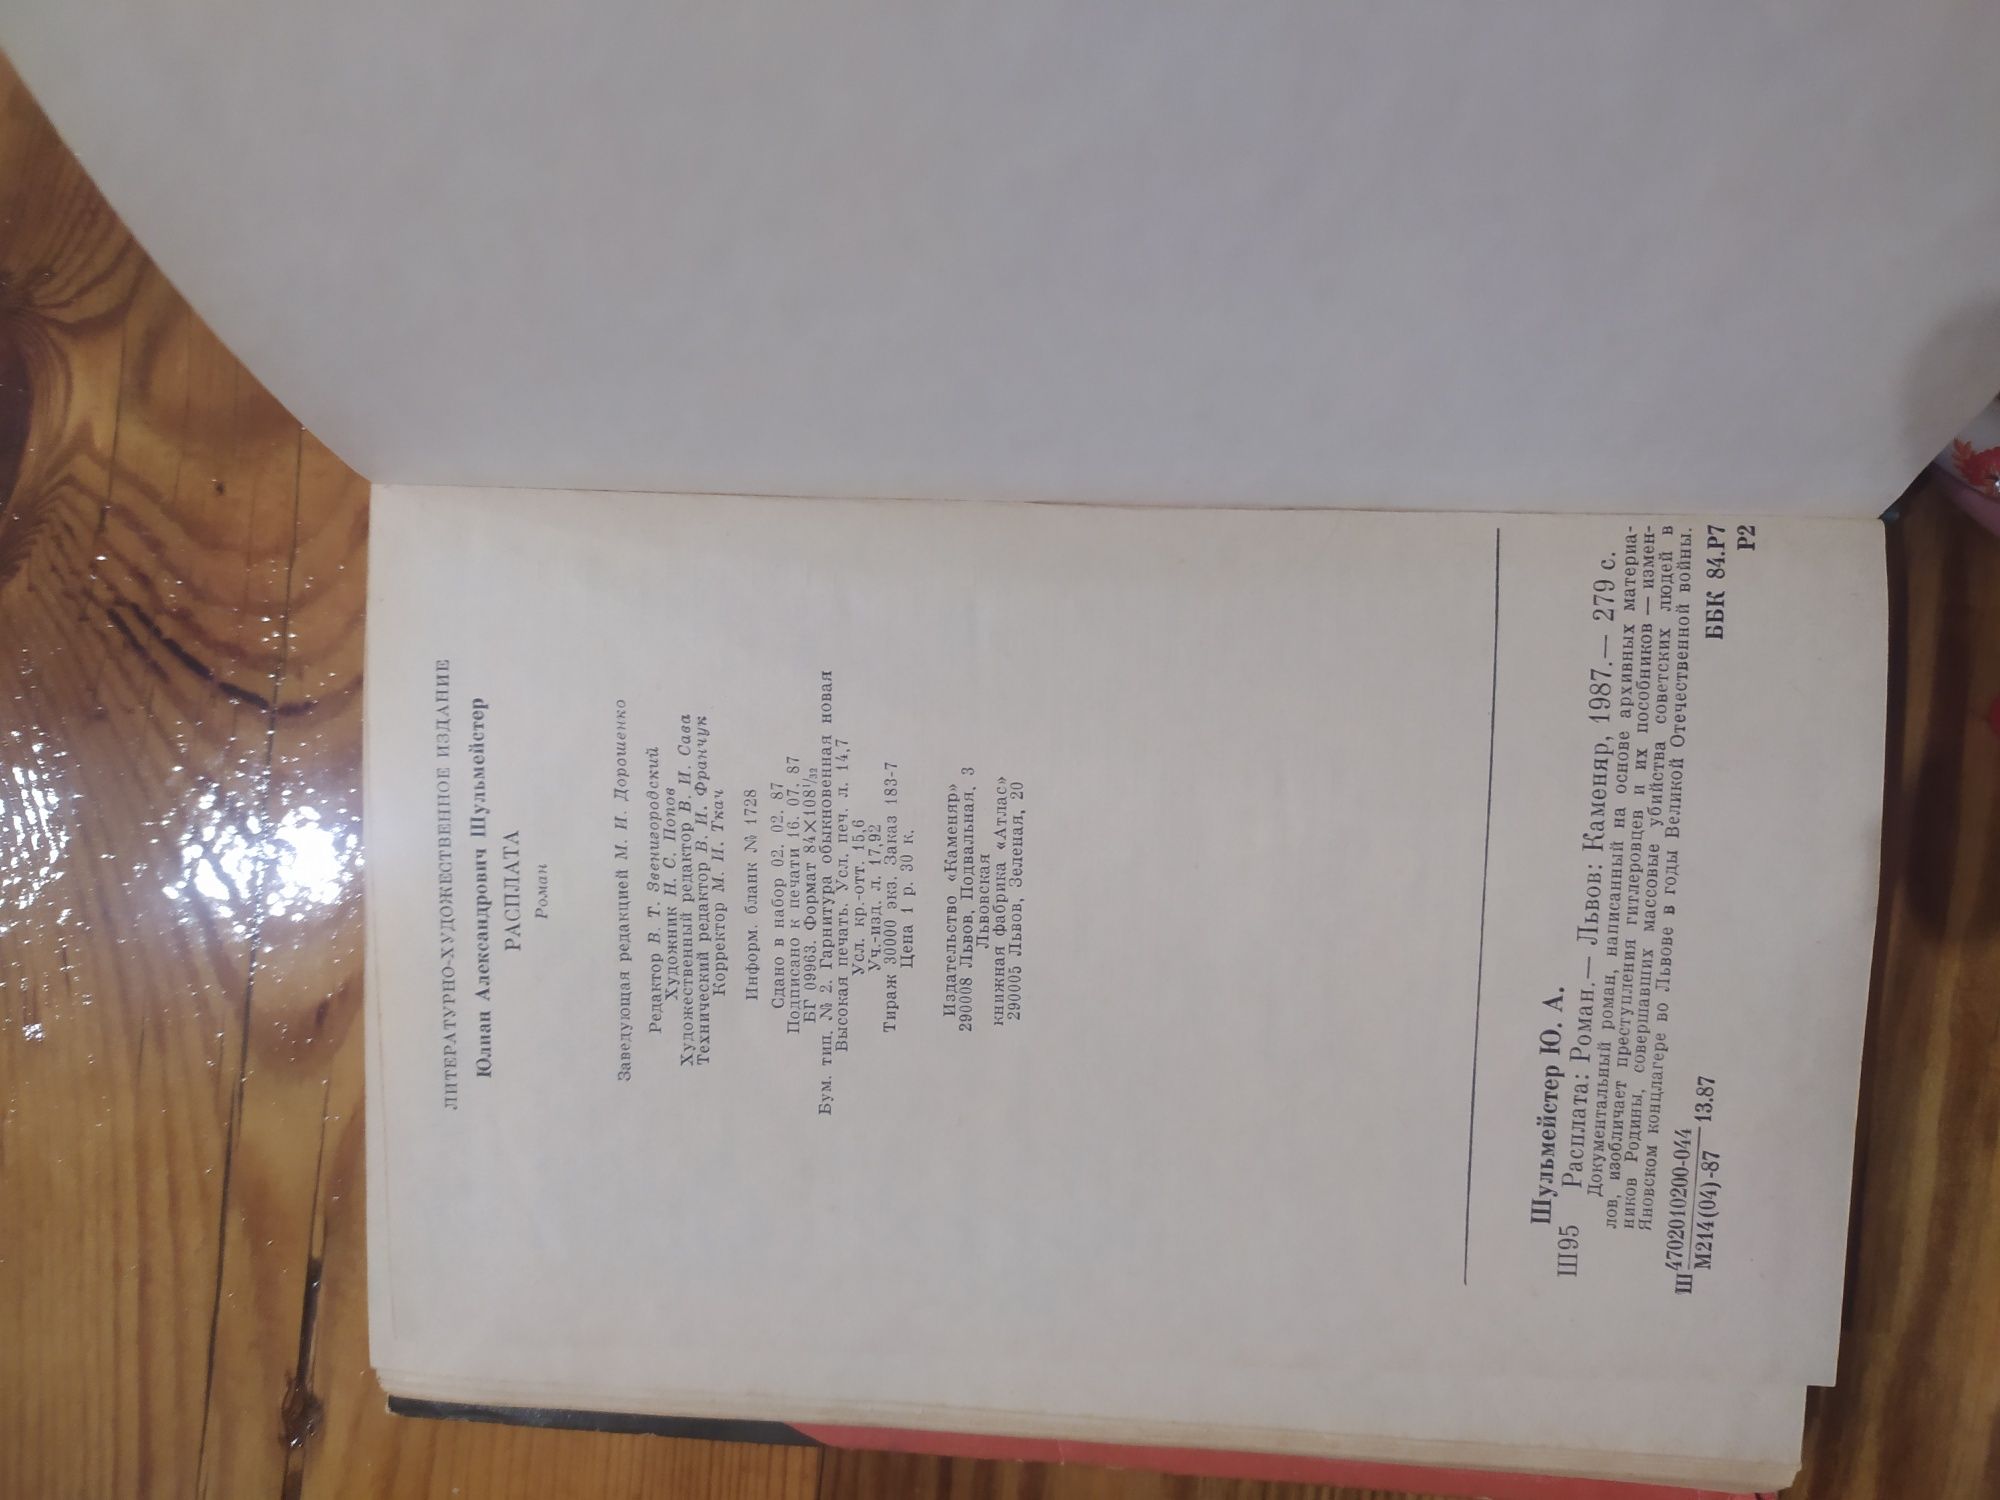 ЛИТЕРАТУРНО-ХУДОЖЕСТВЕННОЕ ИЗДАНИЕ
Юлиан Александрович Шульмейстер
РАСПЛАТА
Роман
Заведующая редакцией М. И. Дорошенко
Редактор В. Т. Звенигородский
Художник Н. С. Попов
Художественный редактор В. И. Сава
Технический редактор В. И. Франчук
Корректор М. И. Ткач
Информ. бланк № 1728
Сдано в набор 02. 02. 87
Подписано к печати 16. 07. 87
БГ 09963. Формат 84×108¹/₃₂
Бум. тип. № 2. Гарнитура обыкновенная новая
Высокая печать. Усл. печ. л. 14,7
Усл. кр.-отт. 15,6
Уч.-изд. л. 17,92
Тираж 30000 экз. Заказ 183-7
Цена 1 р. 30 к.
Издательство «Каменяр»
290008 Львов, Подвальная, 3
Львовская
книжная фабрика «Атлас»
290005 Львов, Зеленая, 20
Шульмейстер Ю. А.
Ш95 Расплата: Роман.— Львов: Каменяр, 1987.— 279 с.
Документальный роман, написанный на основе архивных материа-
лов, изобличает преступления гитлеровцев и их пособников — измен-
ников Родины, совершавших массовые убийства советских людей в
Яновском концлагере во Львове в годы Великой Отечественной войны.
Ш 4702010200-044
М214(04)-87 13.87
ББК 84.Р7
Р2